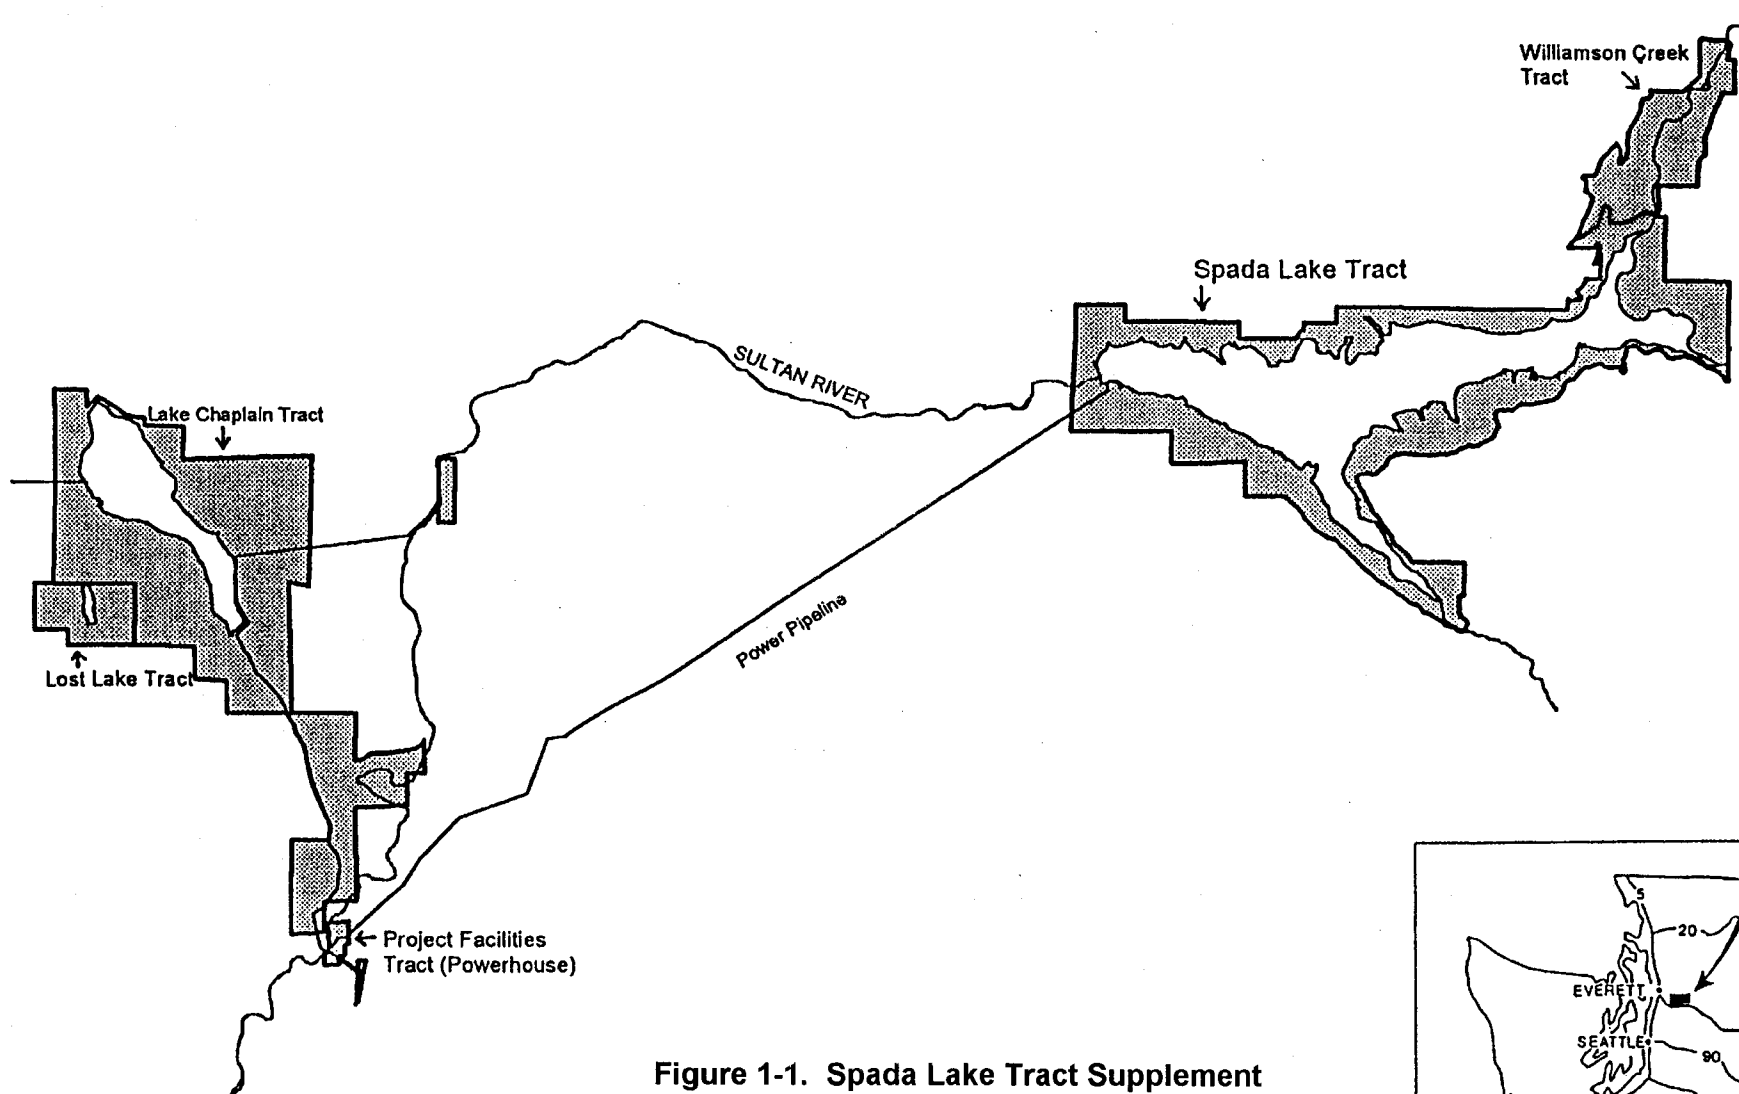 Williamson Creek
Tract
Spada Lake Tract
SULTAN RIVER
Lake Chaplain Tract
Power Pipeline
Lost Lake Tract
Project Facilities
Tract (Powerhouse)
5
20
EVERETT
SEATTLE
90
Figure 1-1. Spada Lake Tract Supplement